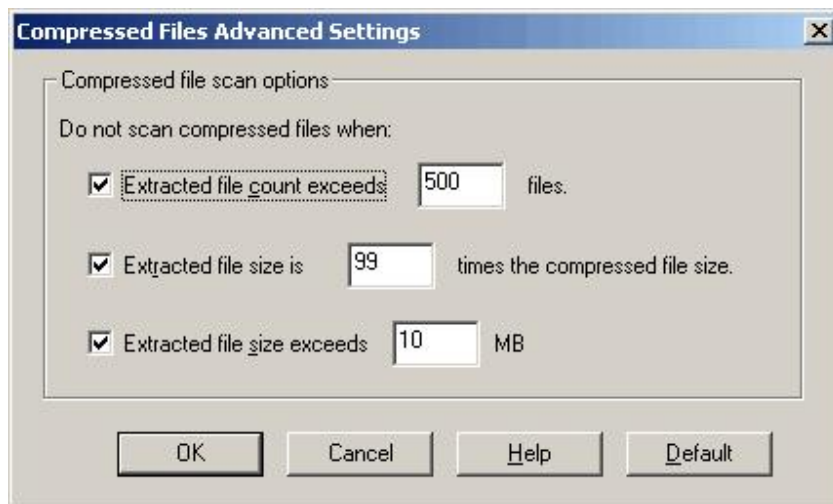 Compressed Files Advanced Settings
Compressed file scan options
Do not scan compressed files when:
Extracted file count exceeds 500 files.
Extracted file size is 99 times the compressed file size.
Extracted file size exceeds 10 MB
OK Cancel Help Default